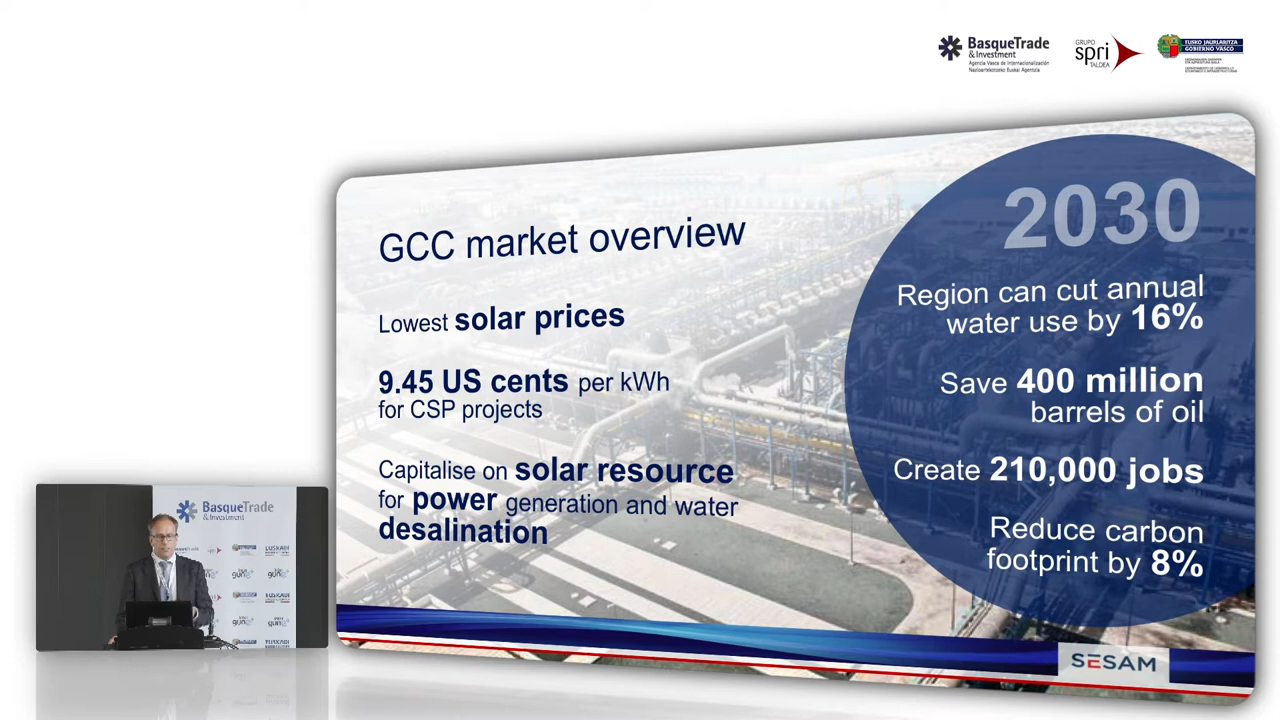 BasqueTrade
& Investment
Agencia Vasca de Internacionalización
Nazioartekotzeko Euskal Agentzia
GRUPO
spri
TALDEA
EUSKO JAURLARITZA
GOBIERNO VASCO
GCC market overview
Lowest solar prices
9.45 US cents per kWh
for CSP projects
Capitalise on solar resource
for power generation and water
desalination
2030
Region can cut annual
water use by 16%
Save 400 million
barrels of oil
Create 210,000 jobs
Reduce carbon
footprint by 8%
SESAM
BasqueTrade
& Investment
EUSKADI